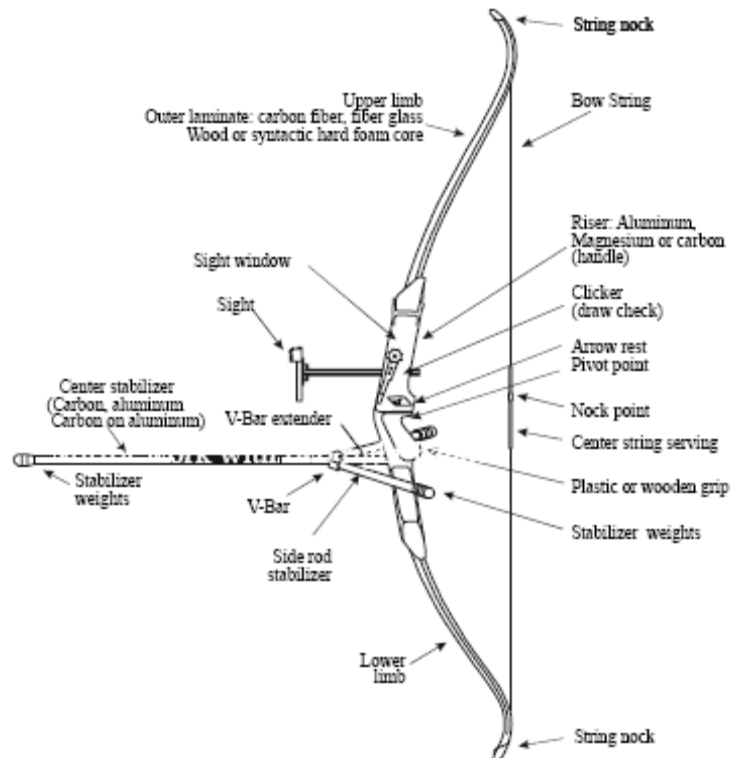 String nock
Upper limb
Outer laminate: carbon fiber, fiber glass
Wood or syntactic hard foam core
Bow String
Riser: Aluminum,
Magnesium or carbon
(handle)
Sight window
Clicker
(draw check)
Sight
Arrow rest
Pivot point
Center stabilizer
(Carbon, aluminum
Carbon on aluminum)
V-Bar extender
Nock point
Center string serving
Stabilizer
weights
V-Bar
Plastic or wooden grip
Stabilizer weights
Side rod
stabilizer
Lower
limb
String nock